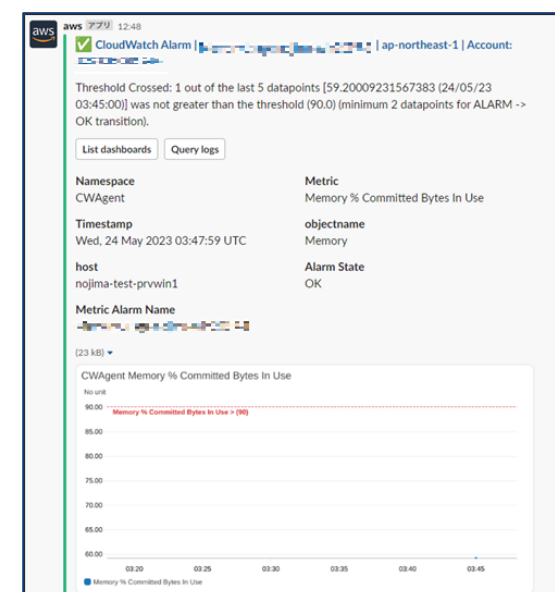 aws
aws アプリ 12:48
CloudWatch Alarm | | ap-northeast-1 | Account:
Threshold Crossed: 1 out of the last 5 datapoints [59.20009231567383 (24/05/23
03:45:00)] was not greater than the threshold (90.0) (minimum 2 datapoints for ALARM ->
OK transition).
List dashboards Query logs
Namespace Metric
CWAgent Memory % Committed Bytes In Use
Timestamp objectname
Wed, 24 May 2023 03:47:59 UTC Memory
host Alarm State
nojima-test-prvwin1 OK
Metric Alarm Name
(23 kB)
CWAgent Memory % Committed Bytes In Use
No unit
90.00
Memory % Committed Bytes In Use > (90)
85.00
80.00
75.00
70.00
65.00
60.00
03:20 03:25 03:30 03:35 03:40 03:45
Memory % Committed Bytes In Use